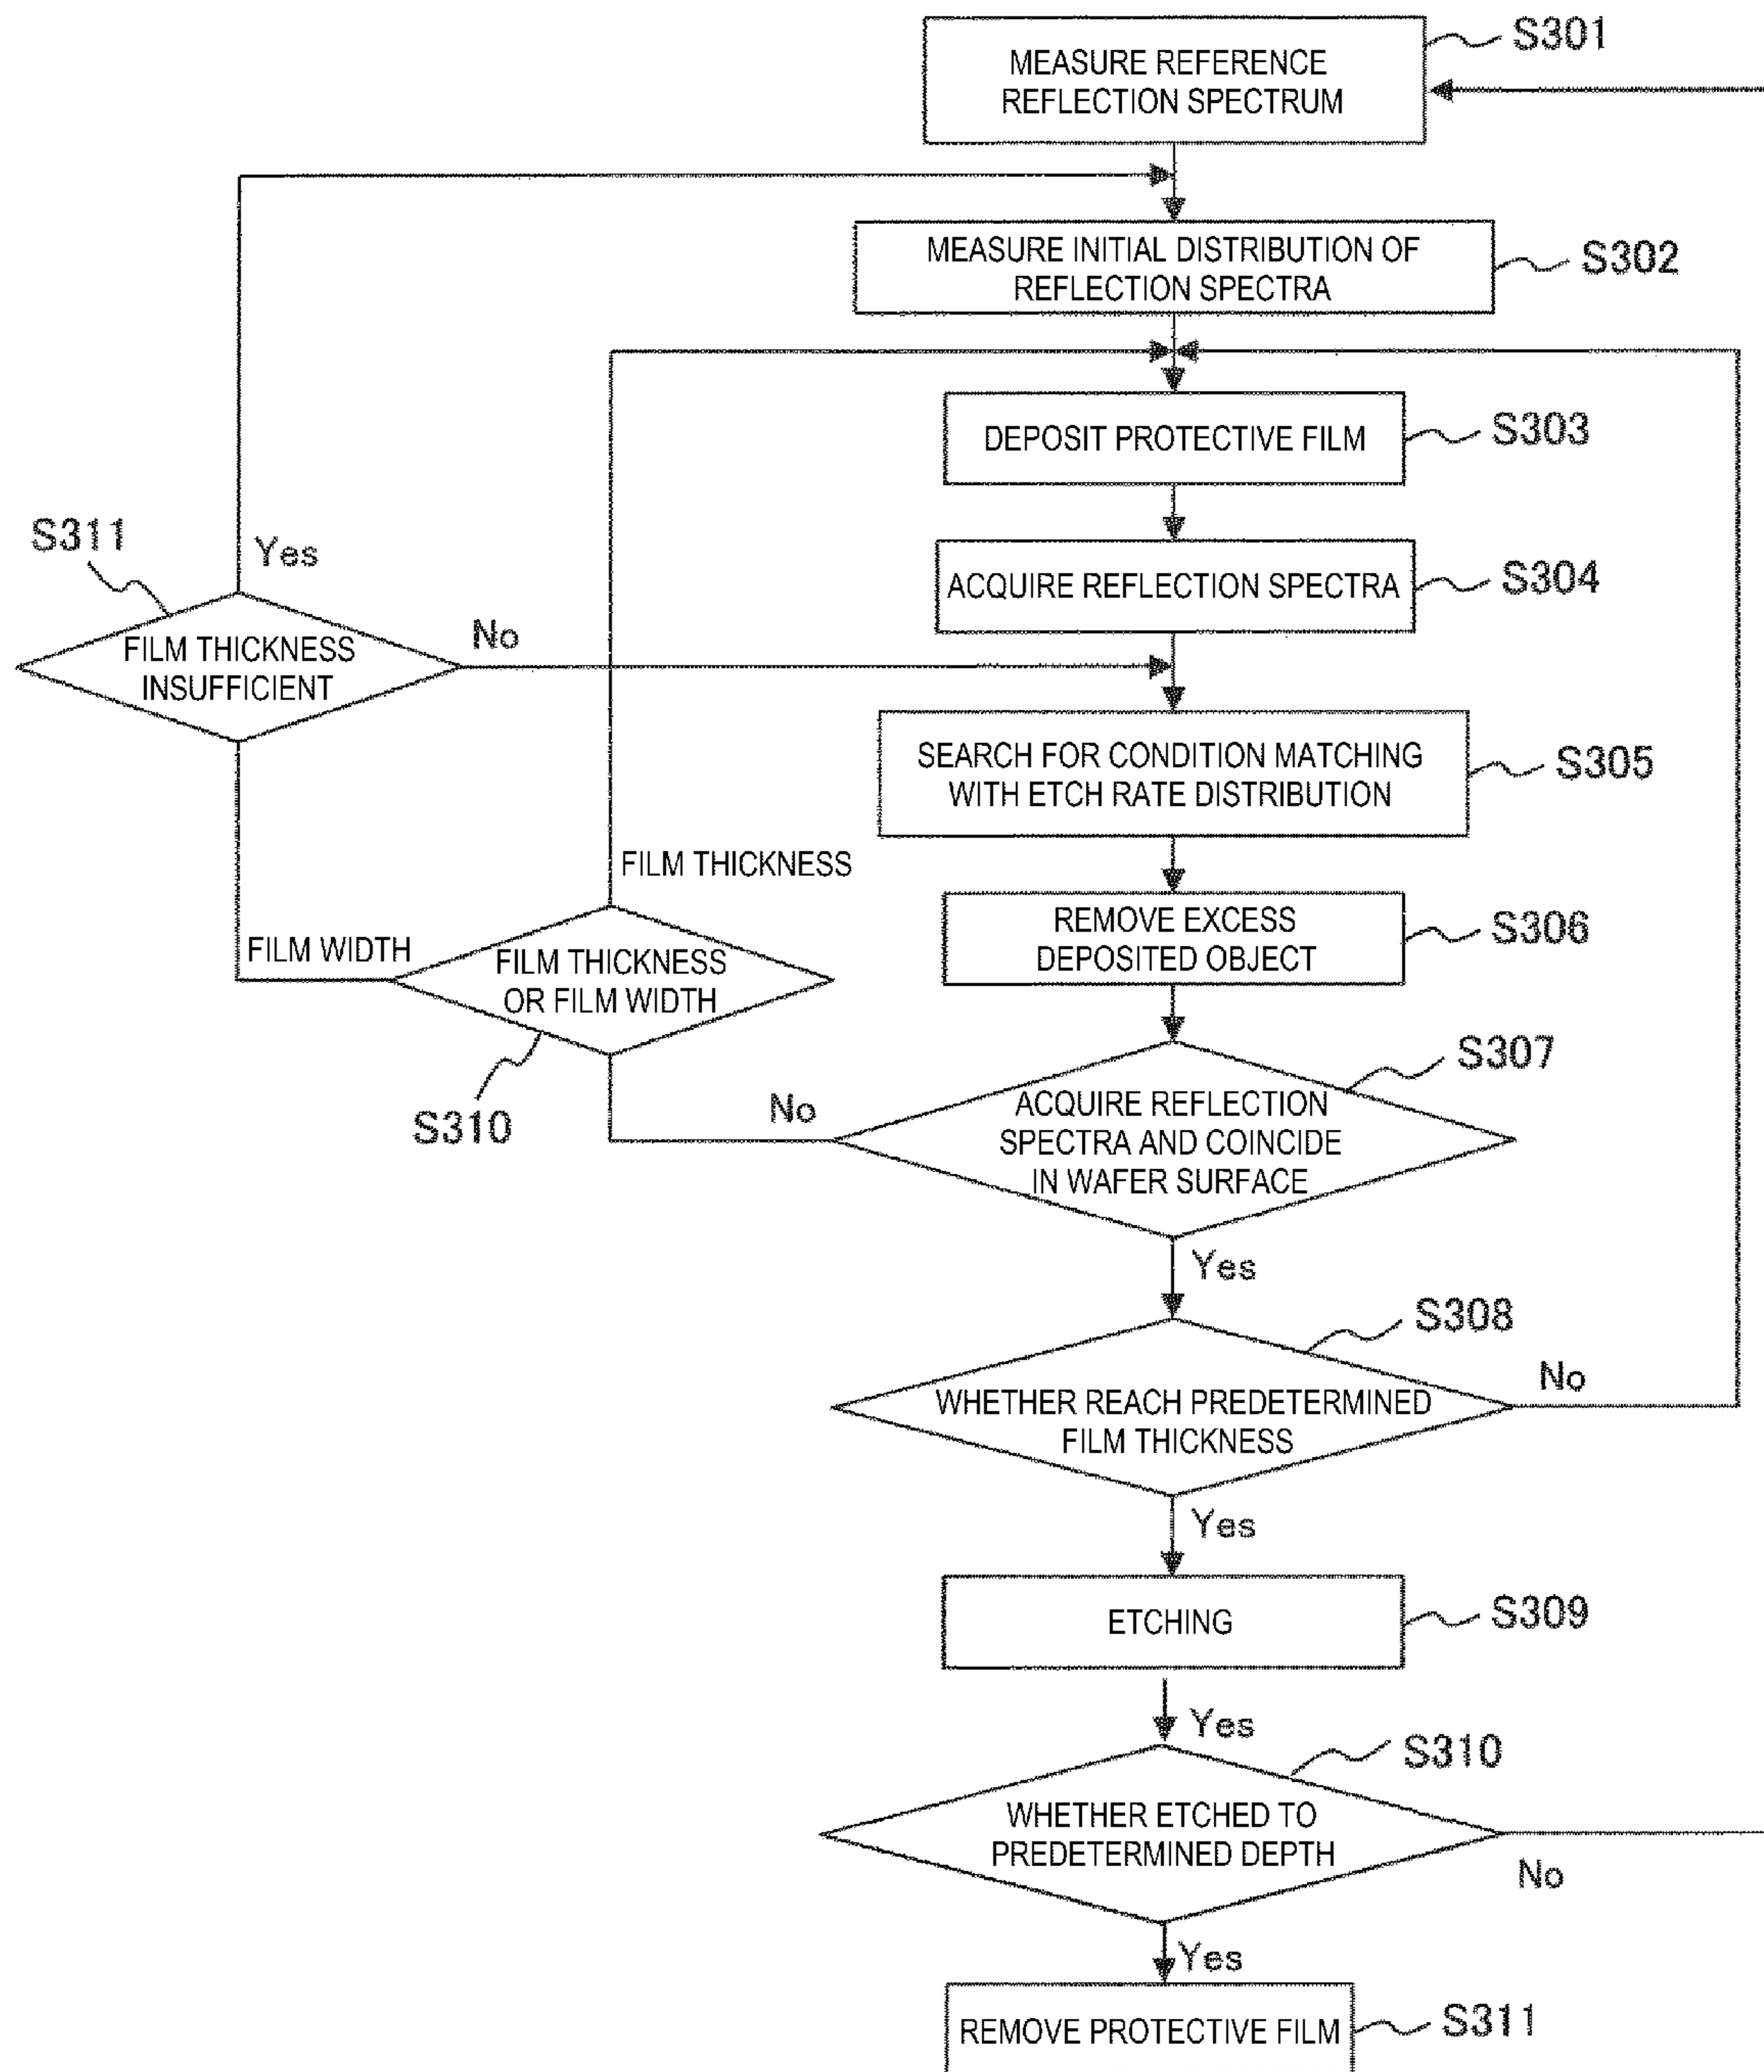 S301
MEASURE REFERENCE
REFLECTION SPECTRUM
MEASURE INITIAL DISTRIBUTION OF
REFLECTION SPECTRA
S302
DEPOSIT PROTECTIVE FILM
S303
S311
Yes
ACQUIRE REFLECTION SPECTRA
S304
No
FILM THICKNESS
INSUFFICIENT
SEARCH FOR CONDITION MATCHING
WITH ETCH RATE DISTRIBUTION
S305
FILM THICKNESS
REMOVE EXCESS
DEPOSITED OBJECT
S306
FILM WIDTH
FILM THICKNESS
OR FILM WIDTH
S310
No
S307
ACQUIRE REFLECTION
SPECTRA AND COINCIDE
IN WAFER SURFACE
Yes
S308
WHETHER REACH PREDETERMINED
FILM THICKNESS
No
Yes
ETCHING
S309
Yes
S310
WHETHER ETCHED TO
PREDETERMINED DEPTH
No
Yes
REMOVE PROTECTIVE FILM
S311